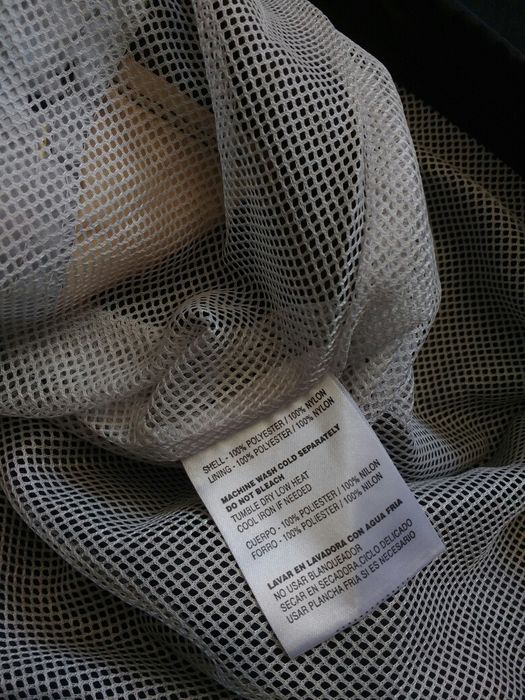 SHELL - 100% POLYESTER / 100% NYLON
LINING - 100% POLYESTER / 100% NYLON
MACHINE WASH COLD SEPARATELY
DO NOT BLEACH
TUMBLE DRY LOW HEAT
COOL IRON IF NEEDED
CUERPO - 100% POLIESTER / 100% NILON
FORRO - 100% POLIESTER / 100% NILON
LAVAR EN LAVADORA CON AGUA FRIA
NO USAR BLANQUEADOR
SECAR EN SECADORA,CICLO DELICADO
USAR PLANCHA FRIA SI ES NECESARIO